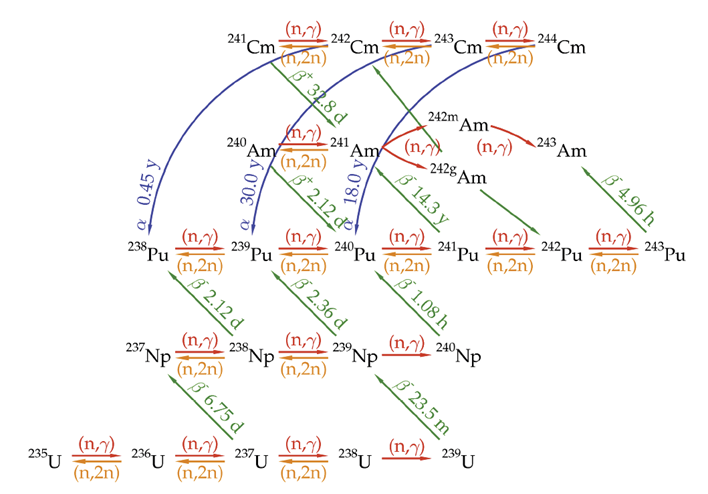 (n,γ) (n,γ) (n,γ)
²⁴¹Cm ²⁴²Cm ²⁴³Cm ²⁴⁴Cm
(n,2n) (n,2n) (n,2n)
β⁺ 32.8 d
²⁴²ᵐAm
(n,γ)
²⁴⁰Am ²⁴¹Am (n,γ) (n,γ) ²⁴³Am
(n,2n)
²⁴²ᵍAm
α 0.45 y
α 30.0 y
α 18.0 y
β⁺ 2.12 d
β⁻ 14.3 y
β⁻ 4.96 h
(n,γ) (n,γ) (n,γ) (n,γ) (n,γ)
²³⁸Pu ²³⁹Pu ²⁴⁰Pu ²⁴¹Pu ²⁴²Pu ²⁴³Pu
(n,2n) (n,2n) (n,2n) (n,2n) (n,2n)
β⁻ 2.12 d β⁻ 2.36 d β⁻ 1.08 h
(n,γ) (n,γ) (n,γ)
²³⁷Np ²³⁸Np ²³⁹Np ²⁴⁰Np
(n,2n) (n,2n)
β⁻ 6.75 d β⁻ 23.5 m
(n,γ) (n,γ) (n,γ) (n,γ)
²³⁵U ²³⁶U ²³⁷U ²³⁸U ²³⁹U
(n,2n) (n,2n) (n,2n)